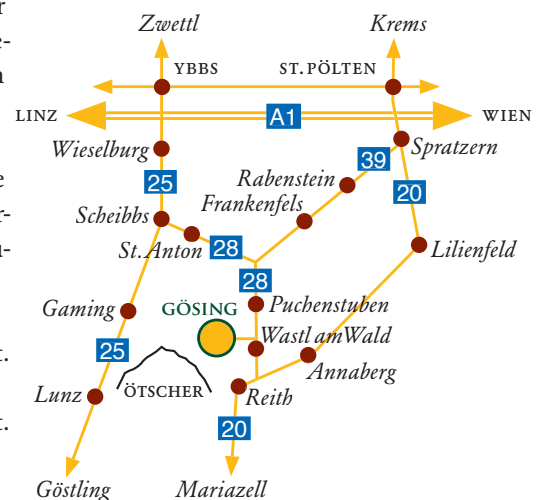 Zwettl
Krems
YBBS
ST. PÖLTEN
LINZ
A1
WIEN
Wieselburg
Spratzern
39
25
Rabenstein
20
Frankenfels
Scheibbs
St. Anton
28
Lilienfeld
28
GÖSING
Puchenstuben
Gaming
Wastl am Wald
25
t.
Annaberg
ÖTSCHER
Lunz
Reith
t.
20
Göstling
Mariazell